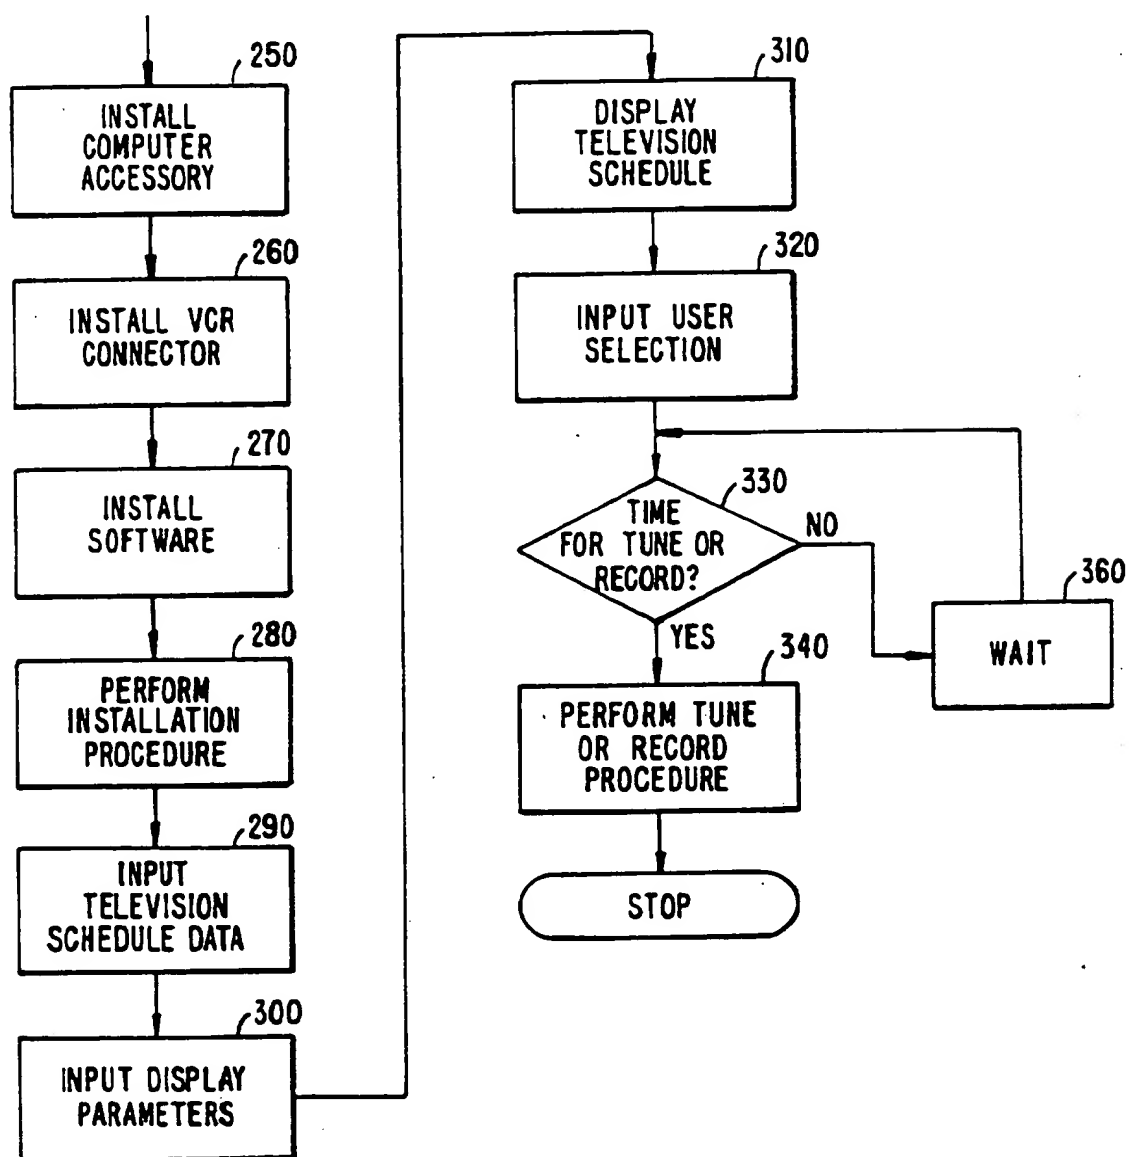 250
INSTALL
COMPUTER
ACCESSORY
260
INSTALL VCR
CONNECTOR
270
INSTALL
SOFTWARE
280
PERFORM
INSTALLATION
PROCEDURE
290
INPUT
TELEVISION
SCHEDULE DATA
300
INPUT DISPLAY
PARAMETERS
310
DISPLAY
TELEVISION
SCHEDULE
320
INPUT USER
SELECTION
330
TIME
FOR TUNE OR
RECORD?
NO
YES
360
WAIT
340
PERFORM TUNE
OR RECORD
PROCEDURE
STOP